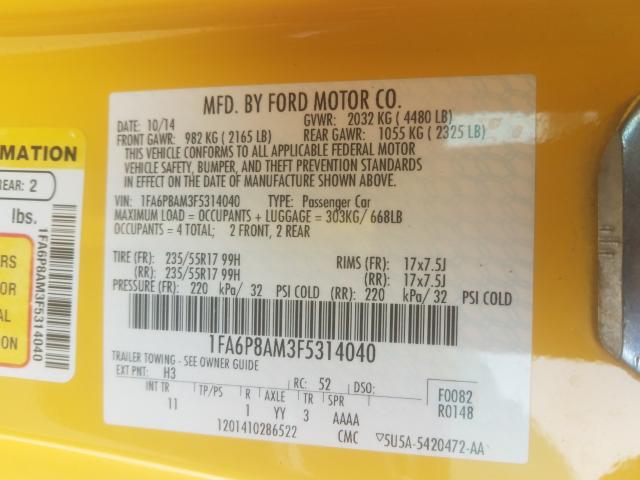 MFD. BY FORD MOTOR CO.
DATE: 10/14 GVWR: 2032 KG ( 4480 LB)
FRONT GAWR: 982 KG ( 2165 LB) REAR GAWR: 1055 KG ( 2325 LB)
THIS VEHICLE CONFORMS TO ALL APPLICABLE FEDERAL MOTOR
VEHICLE SAFETY, BUMPER, AND THEFT PREVENTION STANDARDS
IN EFFECT ON THE DATE OF MANUFACTURE SHOWN ABOVE.
VIN: 1FA6P8AM3F5314040 TYPE: Passenger Car
MAXIMUM LOAD = OCCUPANTS + LUGGAGE = 303KG/ 668LB
OCCUPANTS = 4 TOTAL; 2 FRONT, 2 REAR
TIRE (FR): 235/55R17 99H RIMS (FR): 17x7.5J
(RR): 235/55R17 99H (RR): 17x7.5J
PRESSURE (FR): 220 kPa/ 32 PSI COLD (RR): 220 kPa/ 32 PSI COLD
1FA6P8AM3F5314040
TRAILER TOWING - SEE OWNER GUIDE
EXT PNT: H3 RC: 52 DSO:
INT TR TP/PS R AXLE TR SPR
11 1 YY 3 AAAA
F0082
R0148
1201410286522 CMC 5U5A-5420472-AA
RMATION
REAR: 2
lbs.
1FA6P8AM3F5314040
ERS
OR
AL
ON